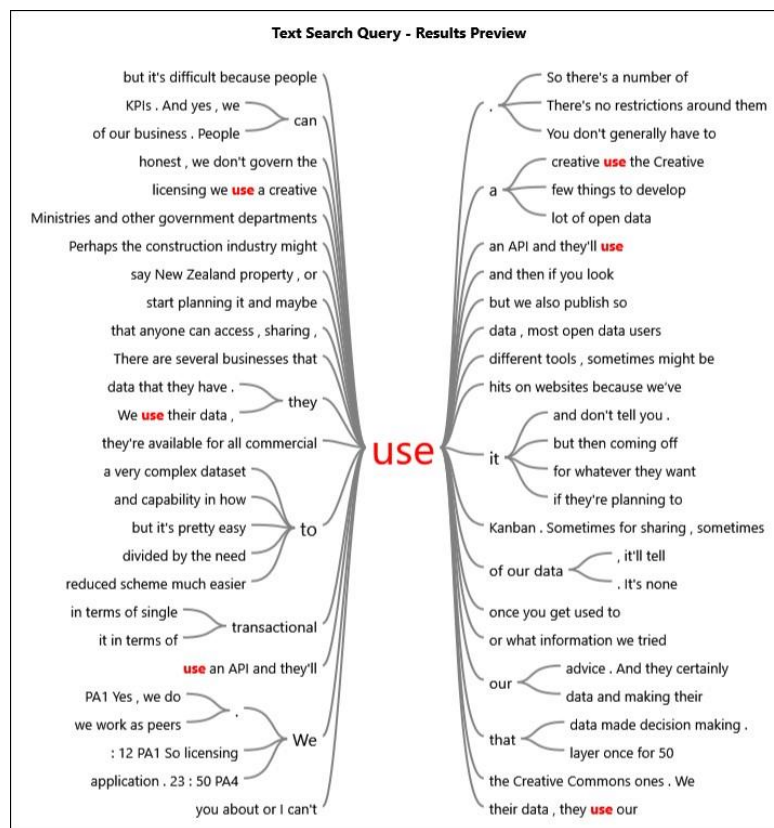 Text Search Query - Results Preview
but it's difficult because people
KPIs . And yes , we
of our business . People
can
honest , we don't govern the
licensing we use a creative
Ministries and other government departments
Perhaps the construction industry might
say New Zealand property , or
start planning it and maybe
that anyone can access , sharing ,
There are several businesses that
data that they have .
We use their data ,
they
they're available for all commercial
a very complex dataset
and capability in how
but it's pretty easy
divided by the need
reduced scheme much easier
to
in terms of single
it in terms of
transactional
use an API and they'll
PA1 Yes , we do
we work as peers
.
: 12 PA1 So licensing
application . 23 : 50 PA4
We
you about or I can't
use
.
So there's a number of
There's no restrictions around them
You don't generally have to
a
creative use the Creative
few things to develop
lot of open data
an API and they'll use
and then if you look
but we also publish so
data , most open data users
different tools , sometimes might be
hits on websites because we've
it
and don't tell you .
but then coming off
for whatever they want
if they're planning to
Kanban . Sometimes for sharing , sometimes
of our data
, it'll tell
. It's none
once you get used to
or what information we tried
our
advice . And they certainly
data and making their
that
data made decision making .
layer once for 50
the Creative Commons ones . We
their data , they use our